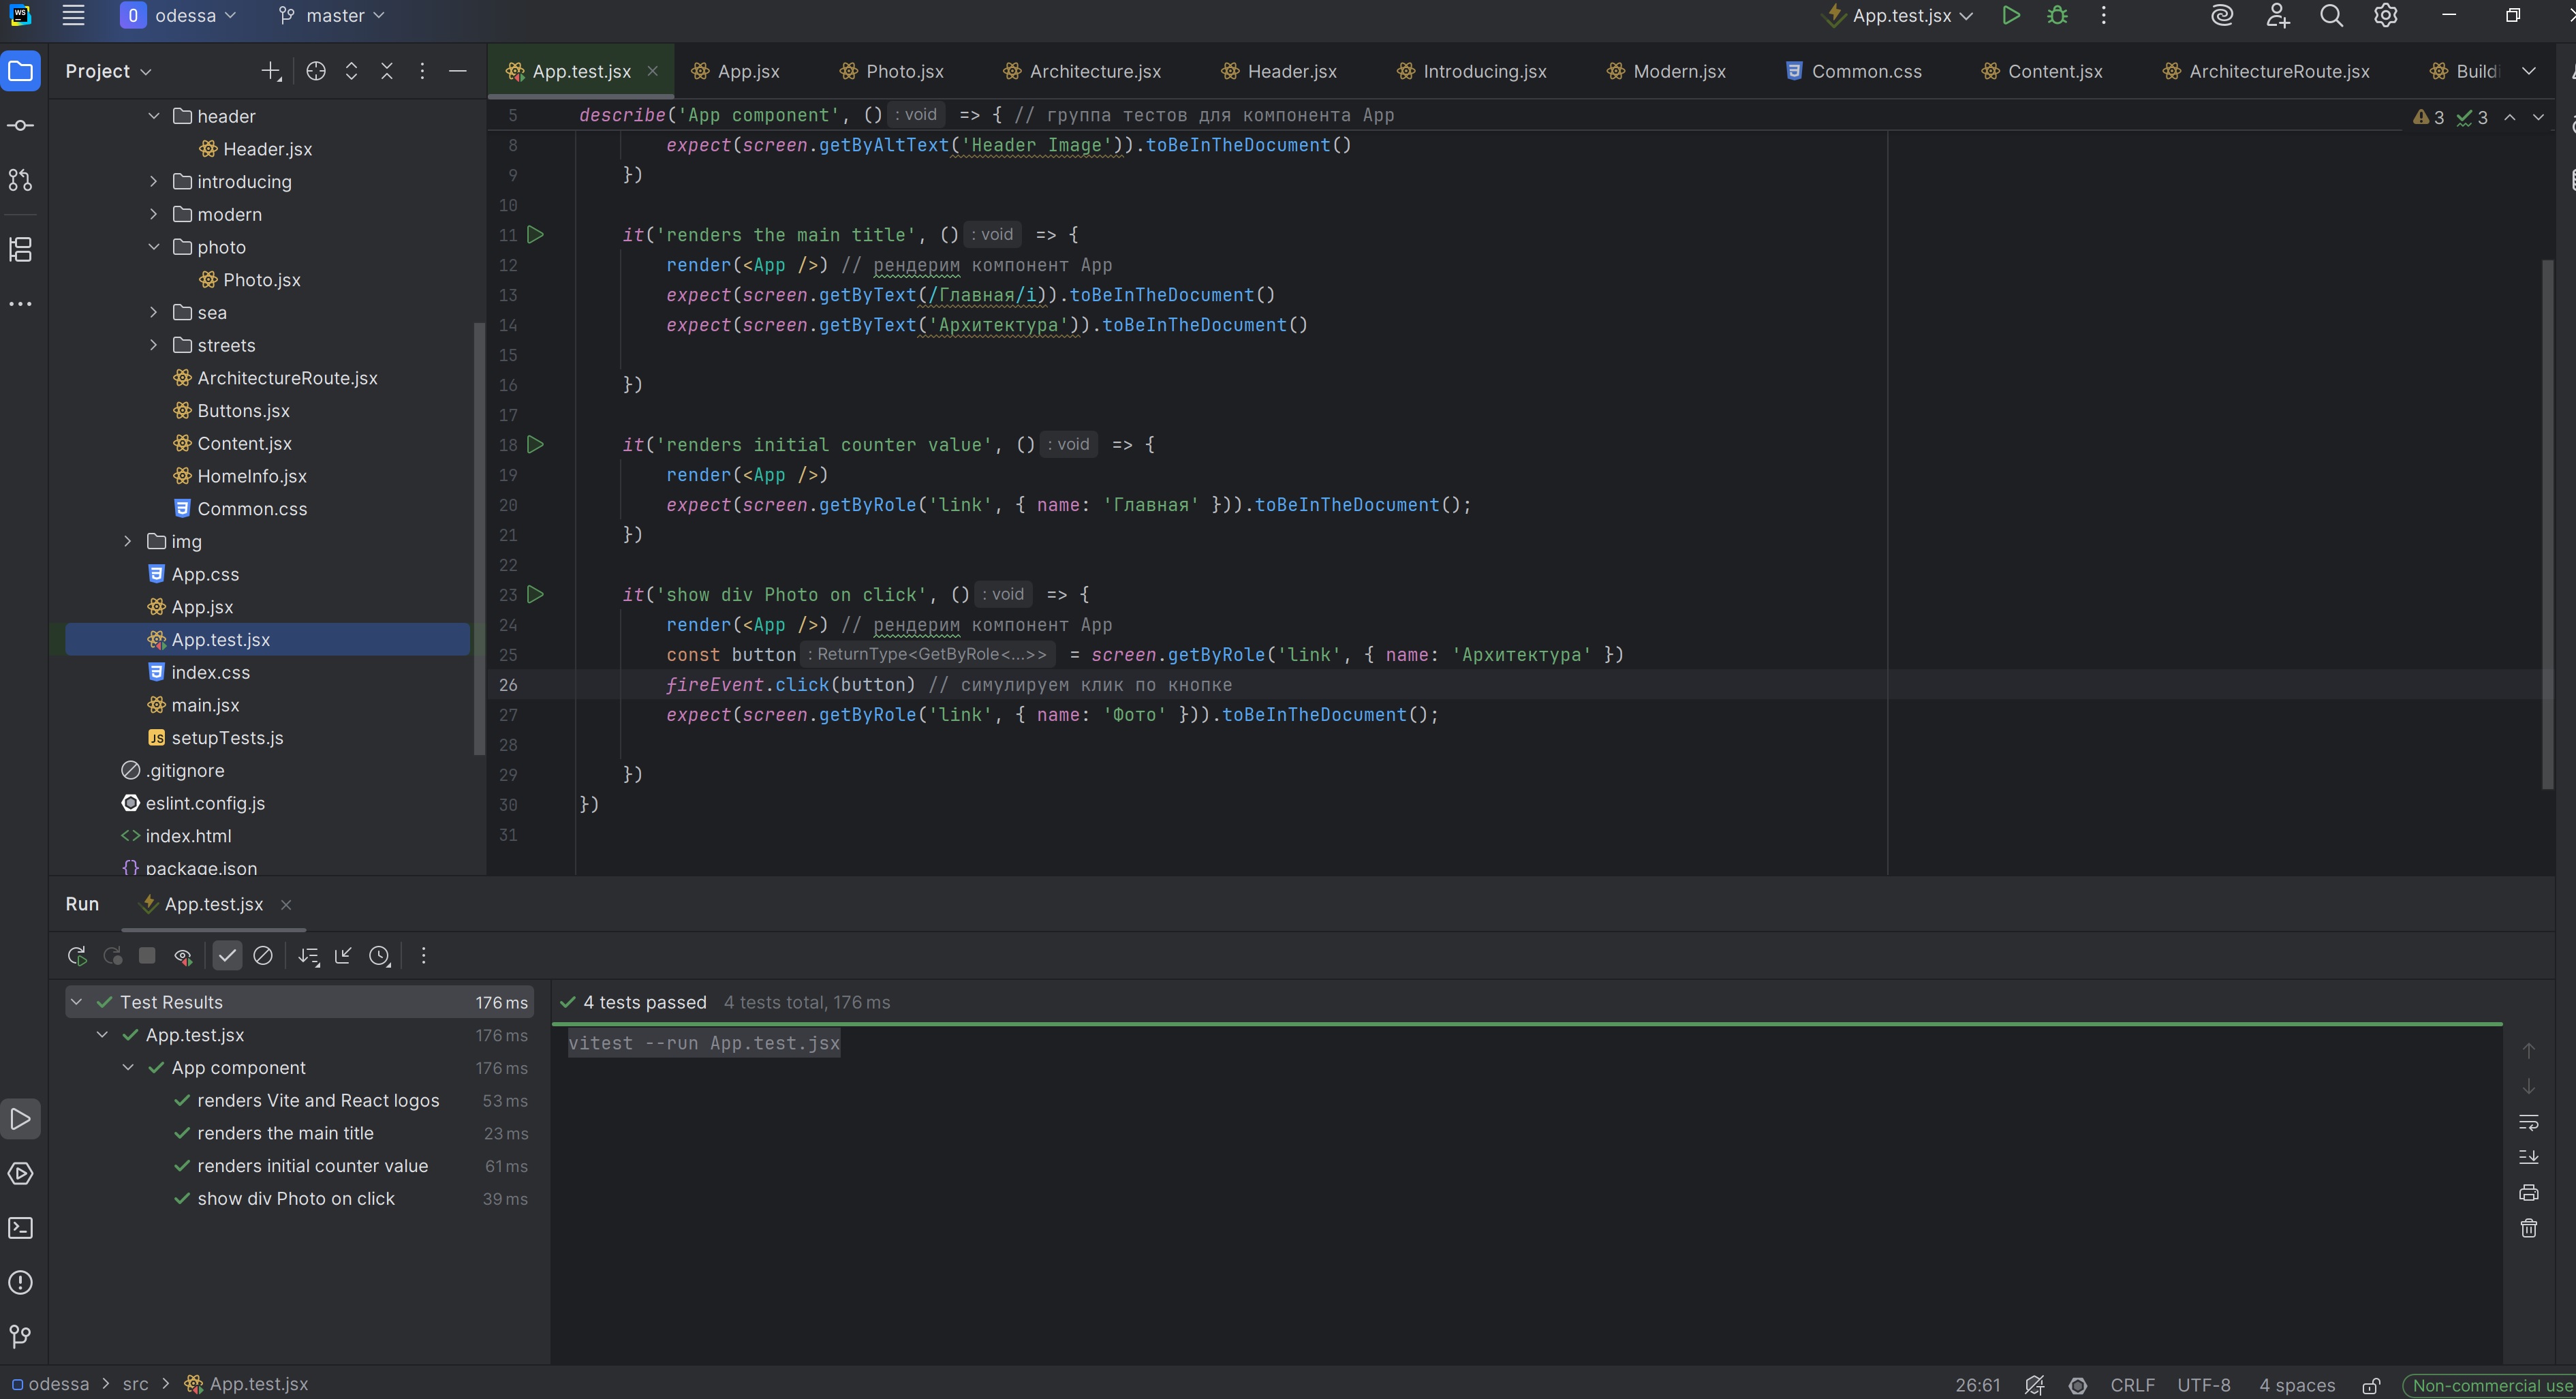 WS
O odessa master App.test.jsx
Project
App.test.jsx App.jsx Photo.jsx Architecture.jsx Header.jsx Introducing.jsx Modern.jsx Common.css Content.jsx ArchitectureRoute.jsx Build
header
Header.jsx
introducing
modern
photo
Photo.jsx
sea
streets
ArchitectureRoute.jsx
Buttons.jsx
Content.jsx
HomeInfo.jsx
Common.css
img
App.css
App.jsx
App.test.jsx
index.css
main.jsx
JS setupTests.js
.gitignore
eslint.config.js
<> index.html
{} package.json
5 describe('App component', () : void => { // группа тестов для компонента App
3 3
8 expect(screen.getByAltText('Header Image')).toBeInTheDocument()
9 })
10
11 it('renders the main title', () : void => {
12 render(<App />) // рендерим компонент App
13 expect(screen.getByText(/Главная/i)).toBeInTheDocument()
14 expect(screen.getByText('Архитектура')).toBeInTheDocument()
15
16 })
17
18 it('renders initial counter value', () : void => {
19 render(<App />)
20 expect(screen.getByRole('link', { name: 'Главная' })).toBeInTheDocument();
21 })
22
23 it('show div Photo on click', () : void => {
24 render(<App />) // рендерим компонент App
25 const button : ReturnType<GetByRole<...>> = screen.getByRole('link', { name: 'Архитектура' })
26 fireEvent.click(button) // симулируем клик по кнопке
27 expect(screen.getByRole('link', { name: 'Фото' })).toBeInTheDocument();
28
29 })
30 })
31
Run App.test.jsx
Test Results 176 ms
App.test.jsx 176 ms
App component 176 ms
renders Vite and React logos 53 ms
renders the main title 23 ms
renders initial counter value 61 ms
show div Photo on click 39 ms
4 tests passed 4 tests total, 176 ms
vitest --run App.test.jsx
odessa > src > App.test.jsx
26:61 CRLF UTF-8 4 spaces Non-commercial use